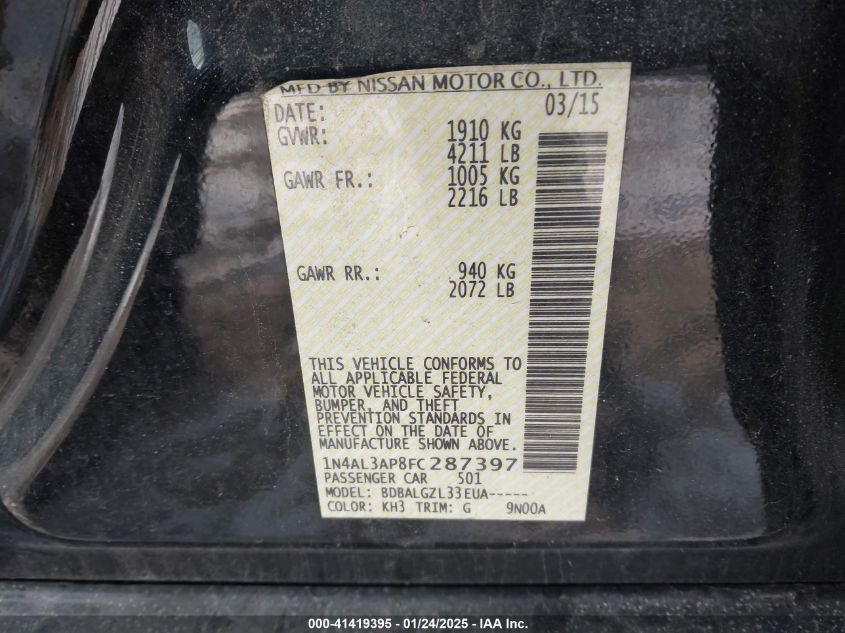 MFD BY NISSAN MOTOR CO., LTD.
DATE: 03/15
GVWR: 1910 KG
4211 LB
GAWR FR.: 1005 KG
2216 LB
GAWR RR.: 940 KG
2072 LB
THIS VEHICLE CONFORMS TO
ALL APPLICABLE FEDERAL
MOTOR VEHICLE SAFETY,
BUMPER, AND THEFT
PREVENTION STANDARDS IN
EFFECT ON THE DATE OF
MANUFACTURE SHOWN ABOVE.
1N4AL3AP8FC287397
PASSENGER CAR 501
MODEL: BDBALGZL33EUA-----
COLOR: KH3 TRIM: G 9N00A
000-41419395 - 01/24/2025 - IAA Inc.